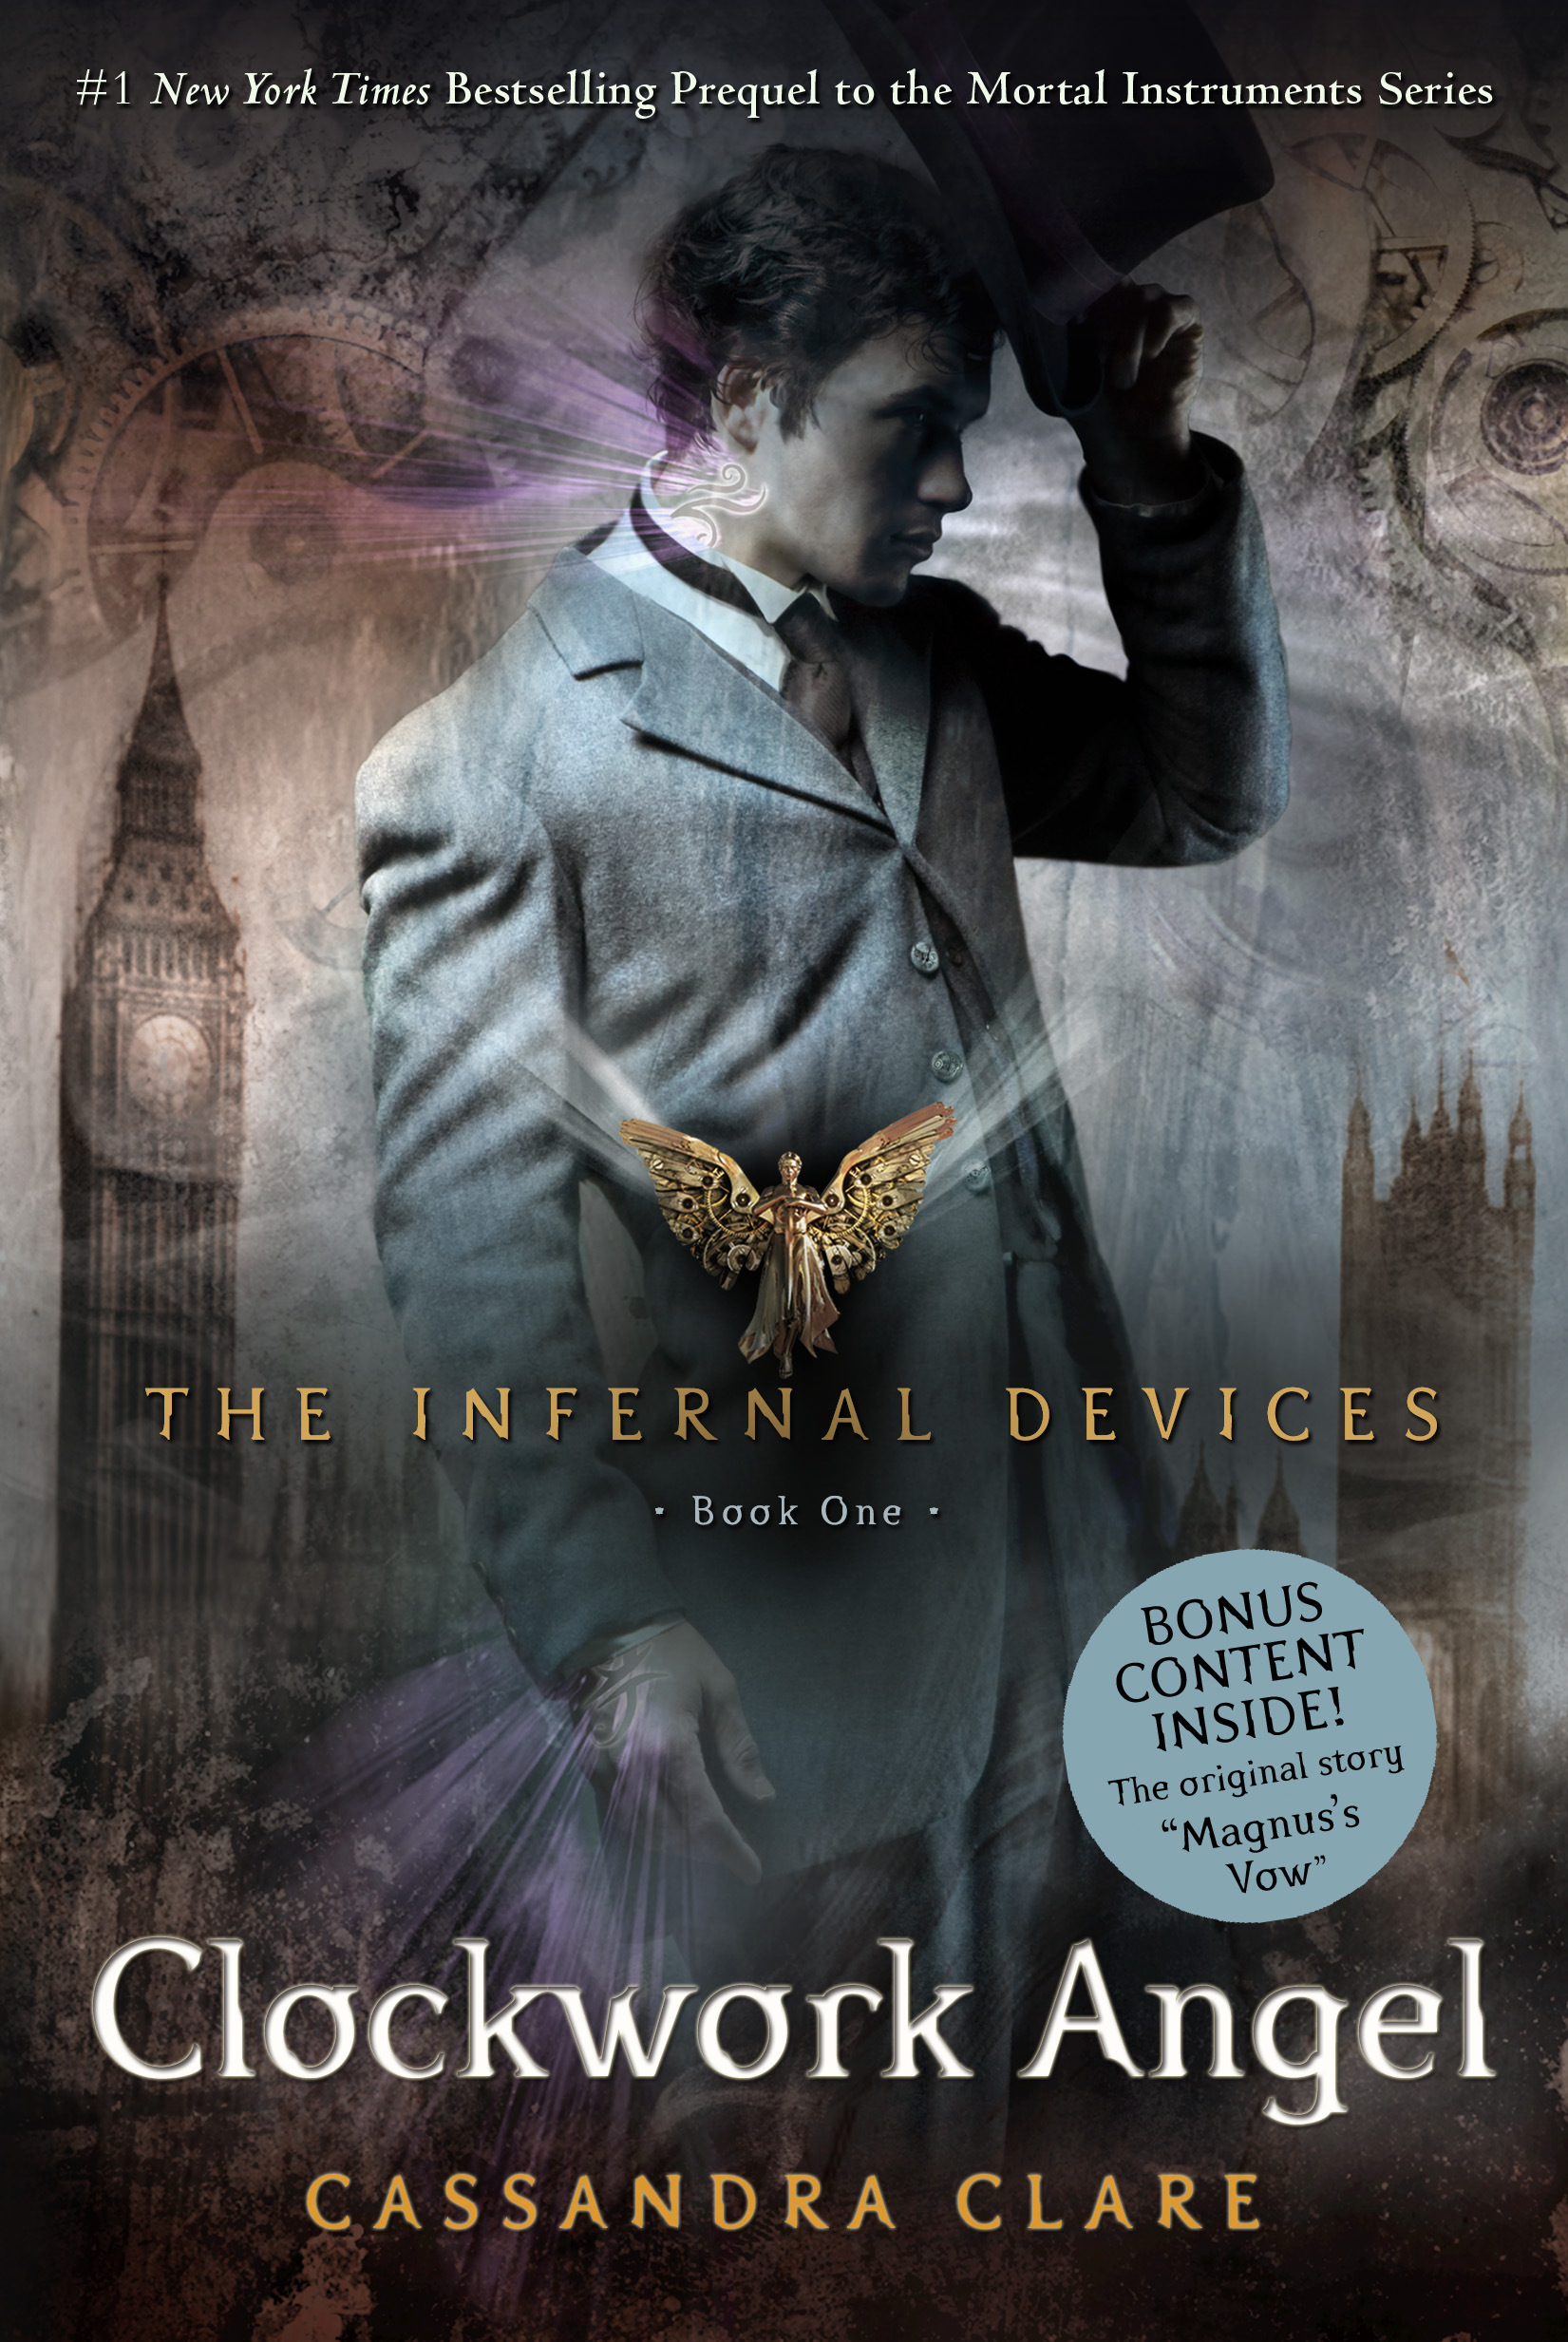 #1 New York Times Bestselling Prequel to the Mortal Instruments Series
THE INFERNAL DEVICES
· Book One ·
BONUS
CONTENT
INSIDE!
The original story
“Magnus’s
Vow”
Clockwork Angel
CASSANDRA CLARE